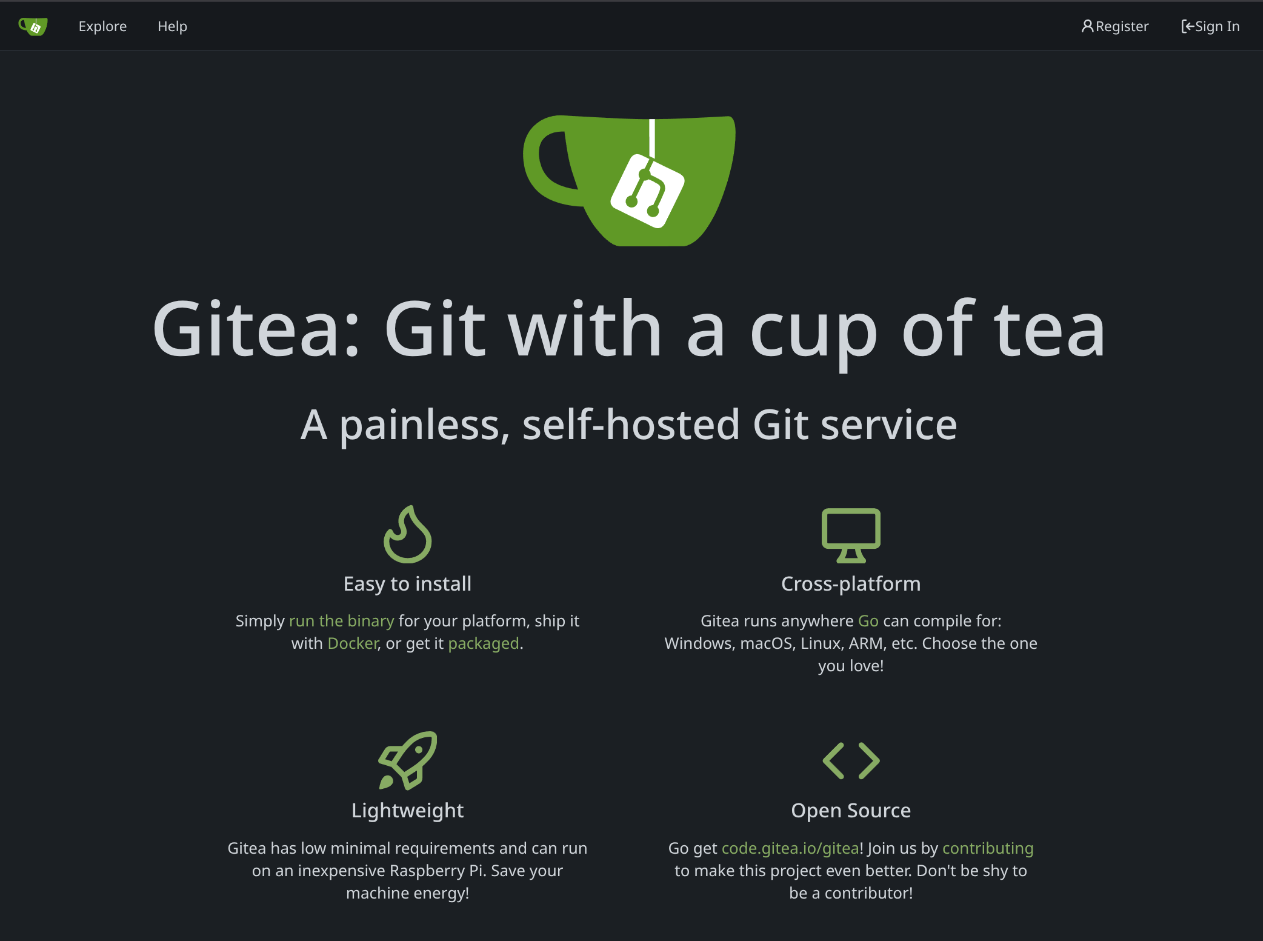 Explore
Help
Register
Sign In
Gitea: Git with a cup of tea
A painless, self-hosted Git service
Easy to install
Simply run the binary for your platform, ship it
with Docker, or get it packaged.
Cross-platform
Gitea runs anywhere Go can compile for:
Windows, macOS, Linux, ARM, etc. Choose the one
you love!
Lightweight
Gitea has low minimal requirements and can run
on an inexpensive Raspberry Pi. Save your
machine energy!
Open Source
Go get code.gitea.io/gitea! Join us by contributing
to make this project even better. Don't be shy to
be a contributor!